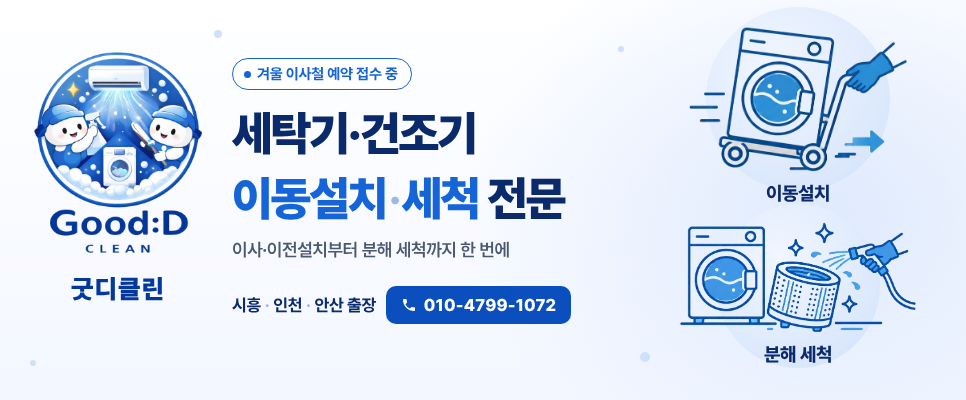 겨울 이사철 예약 접수 중
세탁기·건조기
이동설치·세척 전문
이사·이전설치부터 분해 세척까지 한 번에
시흥·인천·안산 출장
010-4799-1072
Good:D
CLEAN
굿디클린
이동설치
분해 세척